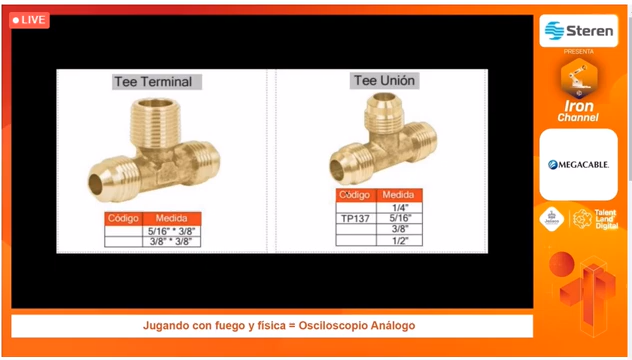 LIVE
Steren
PRESENTA
Iron
Channel
MEGACABLE.
Talent
Land
Digital
Tee Terminal
Código Medida
5/16" * 3/8"
3/8" * 3/8"
Tee Unión
Código Medida
1/4"
TP137 5/16"
3/8"
1/2"
Jugando con fuego y física = Osciloscopio Análogo